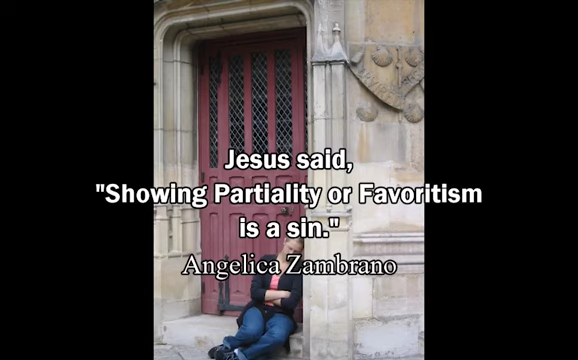 Jesus said,
"Showing Partiality or Favoritism
is a sin."
Angelica Zambrano